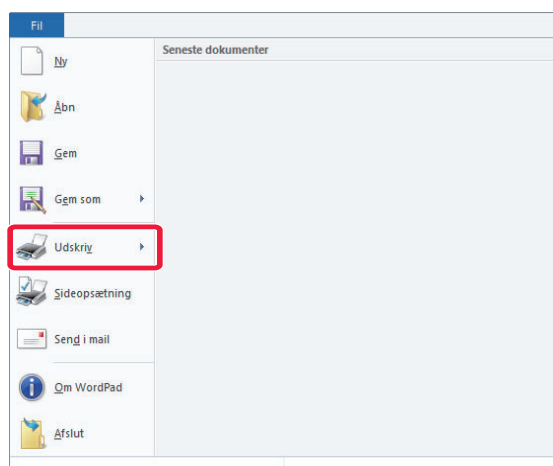 Fil
Seneste dokumenter
Ny
Åbn
Gem
Gem som
Udskriv
Sideopsætning
Send i mail
Om WordPad
Afslut